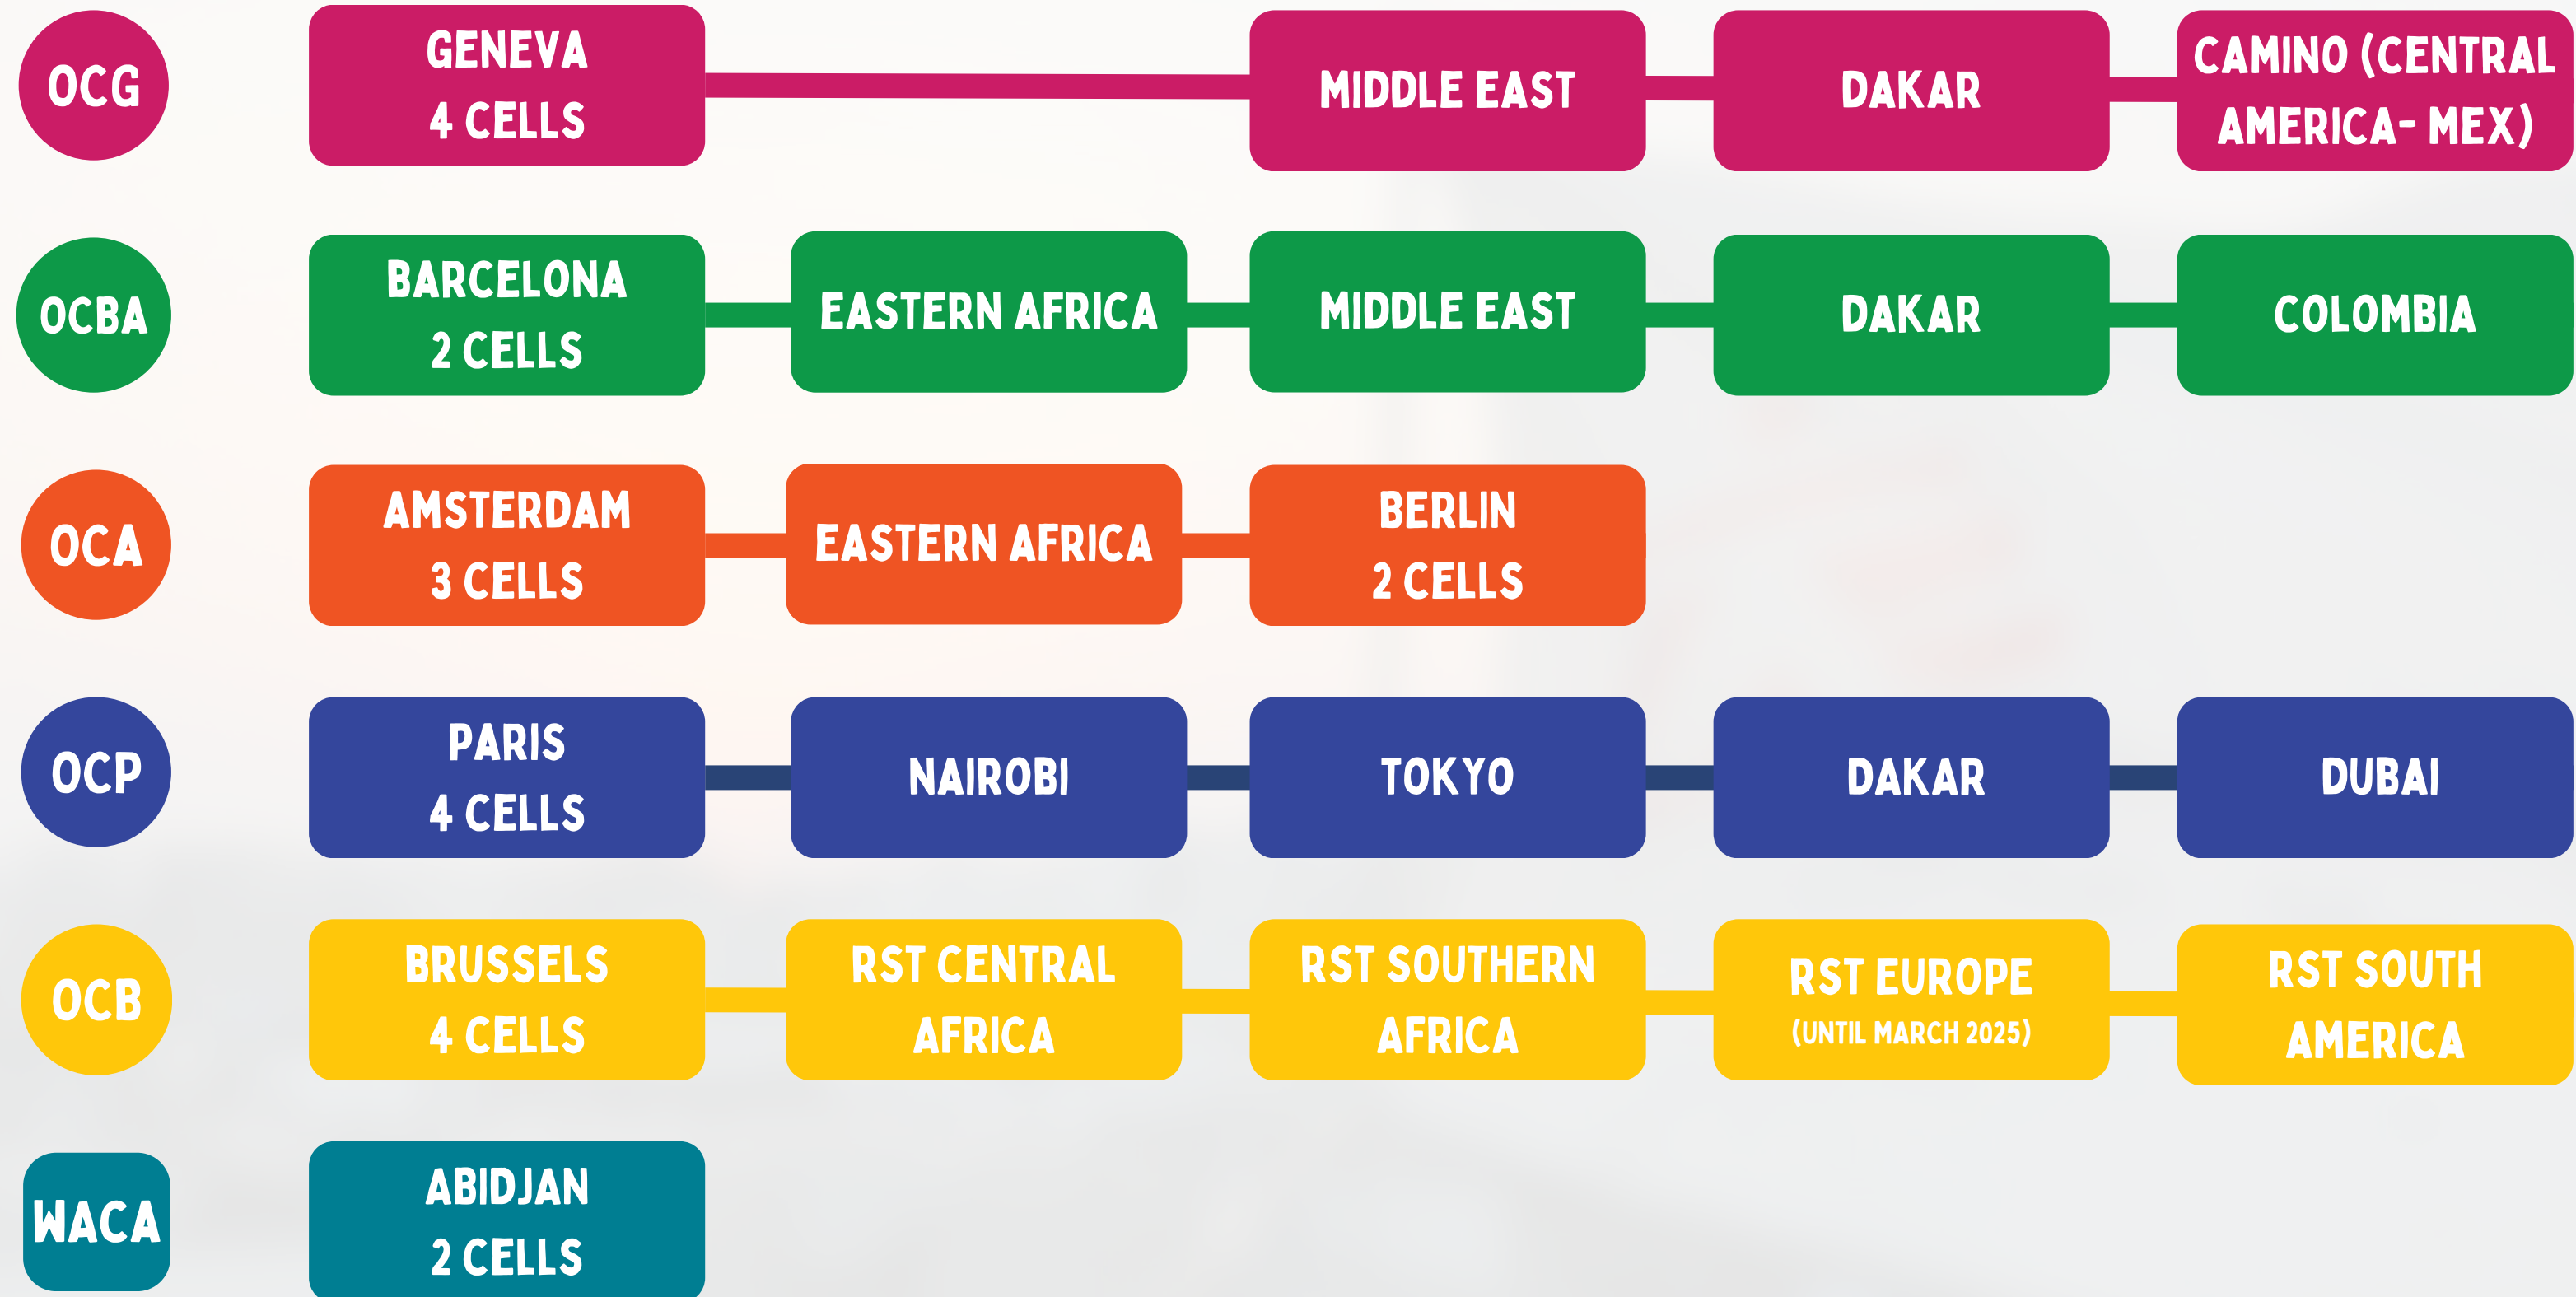 OCG
GENEVA
4 CELLS
MIDDLE EAST
DAKAR
CAMINO (CENTRAL
AMERICA- MEX)
OCBA
BARCELONA
2 CELLS
EASTERN AFRICA
MIDDLE EAST
DAKAR
COLOMBIA
OCA
AMSTERDAM
3 CELLS
EASTERN AFRICA
BERLIN
2 CELLS
OCP
PARIS
4 CELLS
NAIROBI
TOKYO
DAKAR
DUBAI
OCB
BRUSSELS
4 CELLS
RST CENTRAL
AFRICA
RST SOUTHERN
AFRICA
RST EUROPE
(UNTIL MARCH 2025)
RST SOUTH
AMERICA
WACA
ABIDJAN
2 CELLS